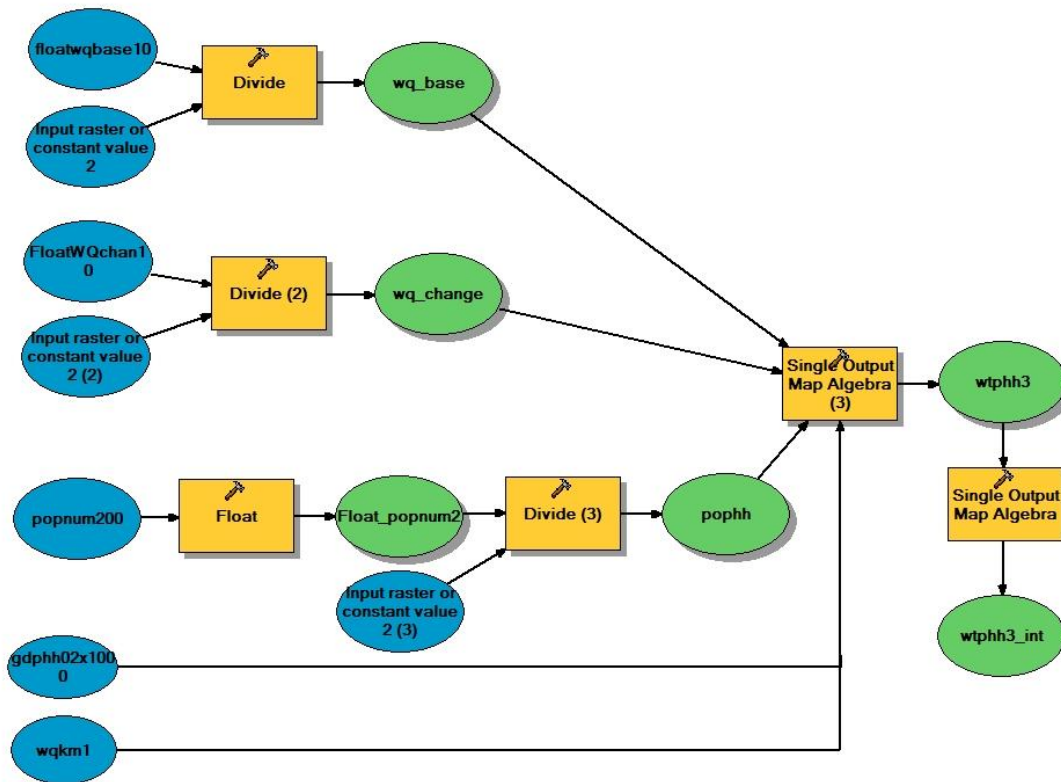 floatwqbase10
Divide
wq_base
Input raster or
constant value
2
FloatWQchan1
0
Divide (2)
wq_change
Input raster or
constant value
2 (2)
Single Output
Map Algebra
(3)
wtphh3
popnum200
Float
Float_popnum2
Divide (3)
pophh
Single Output
Map Algebra
Input raster or
constant value
2 (3)
wtphh3_int
gdphh02x100
0
wqkm1